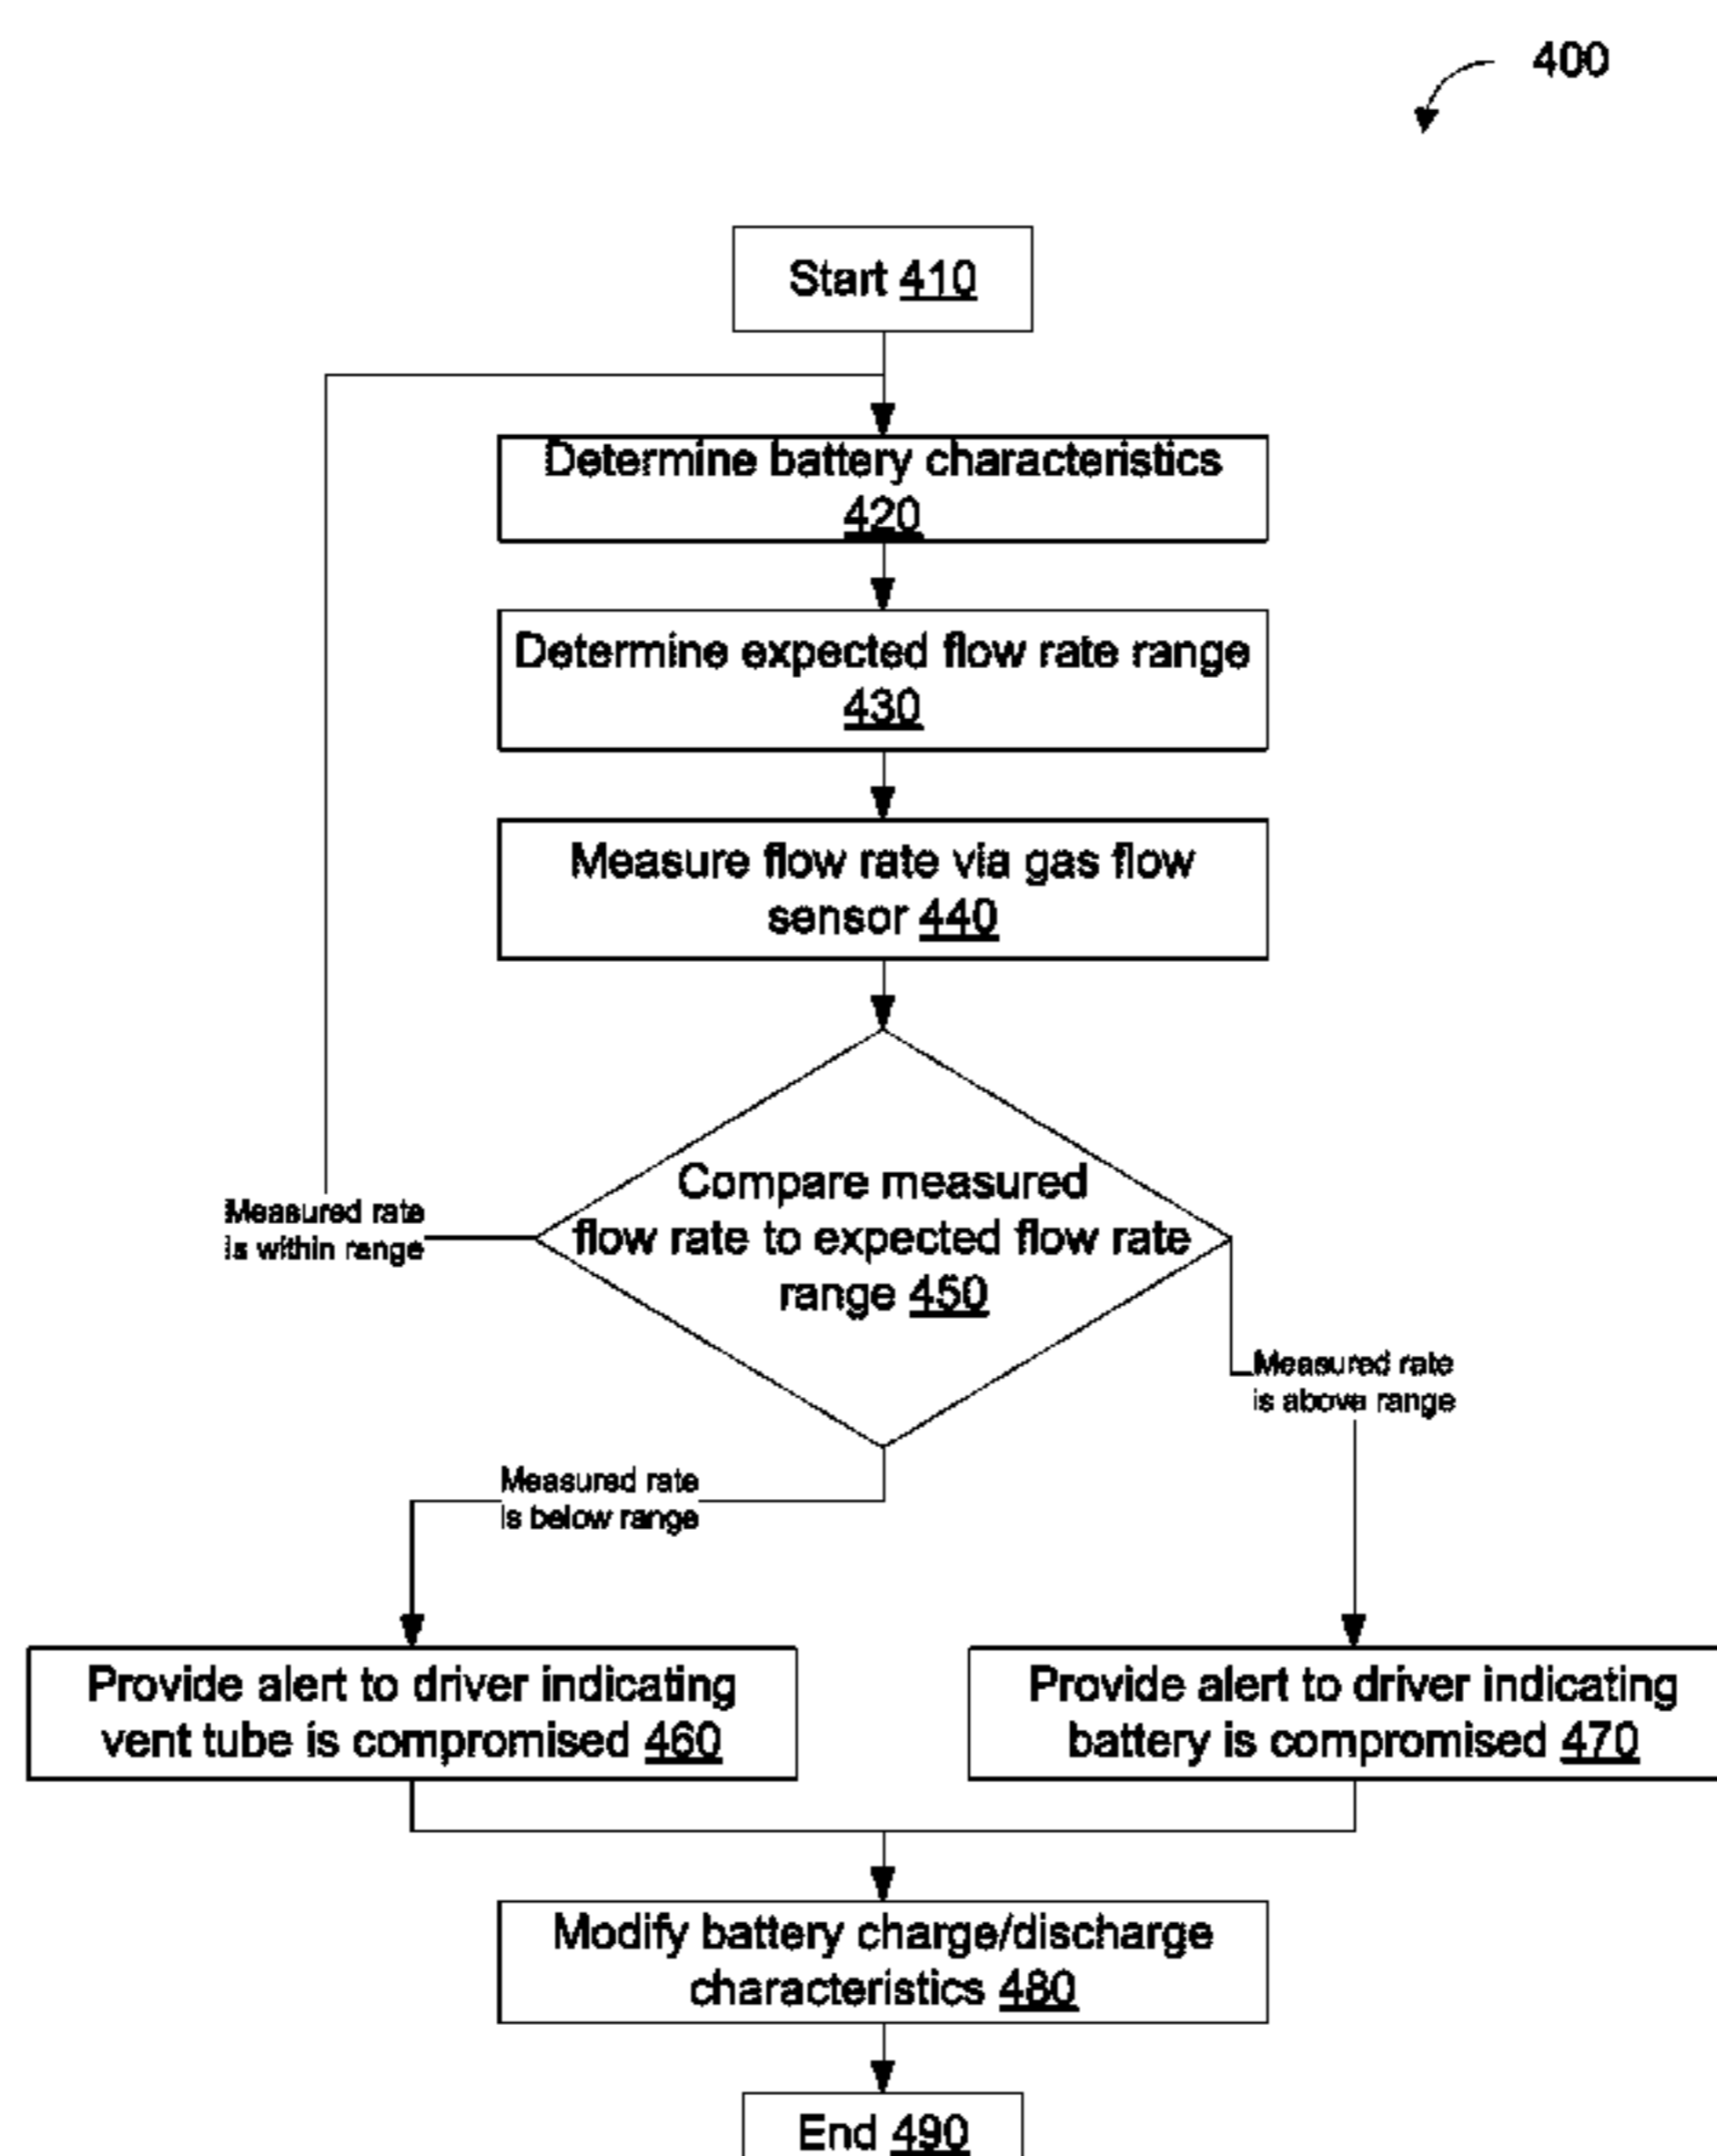 400
Start 410
Determine battery characteristics
420
Determine expected flow rate range
430
Measure flow rate via gas flow
sensor 440
Compare measured
flow rate to expected flow rate
range 450
Measured rate
is within range
Measured rate
is above range
Measured rate
is below range
Provide alert to driver indicating
vent tube is compromised 460
Provide alert to driver indicating
battery is compromised 470
Modify battery charge/discharge
characteristics 480
End 490